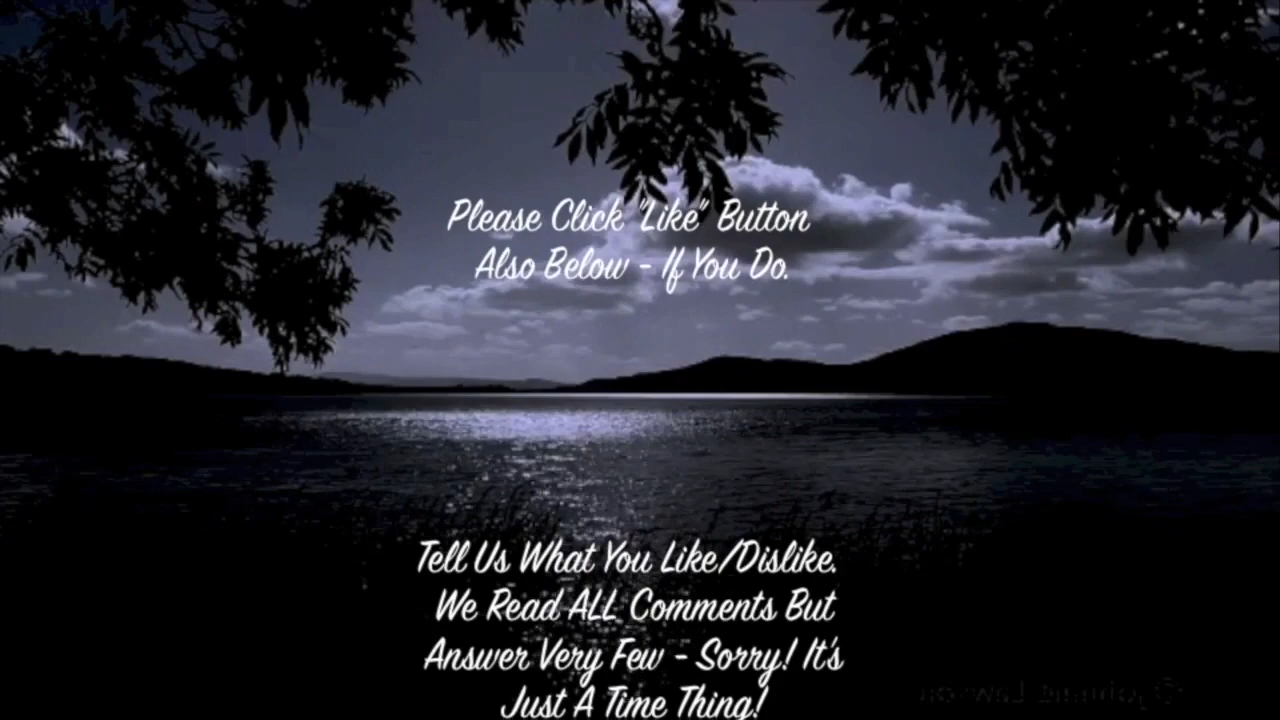 Please Click "Like" Button
Also Below - If You Do.
Tell Us What You Like/Dislike.
We Read ALL Comments But
Answer Very Few - Sorry! It's
Just A Time Thing!